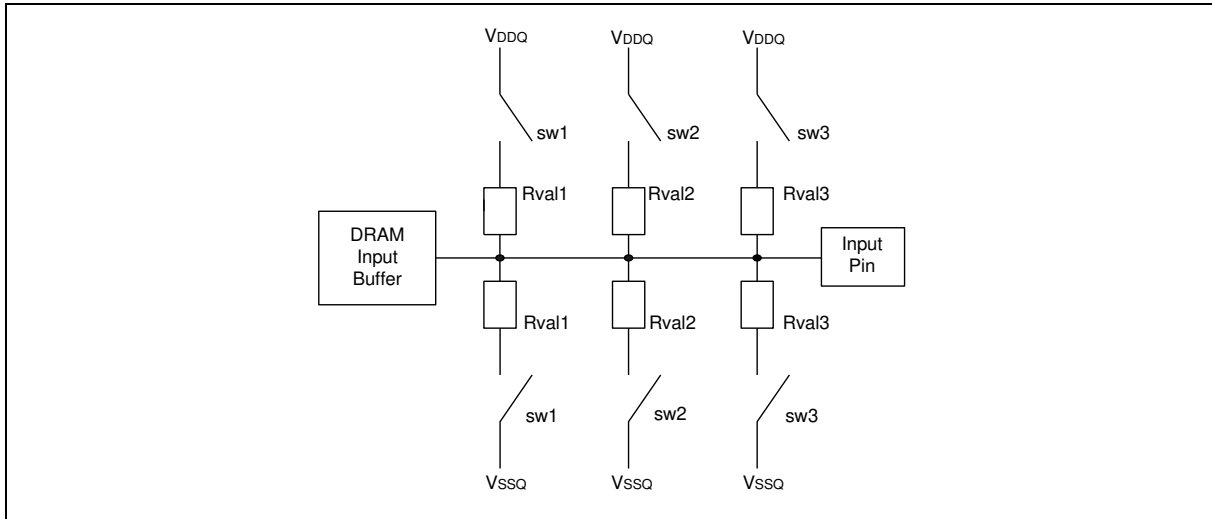 VDDQ VDDQ VDDQ
sw1 sw2 sw3
Rval1 Rval2 Rval3
DRAM
Input
Buffer
Input
Pin
Rval1 Rval2 Rval3
sw1 sw2 sw3
VSSQ VSSQ VSSQ